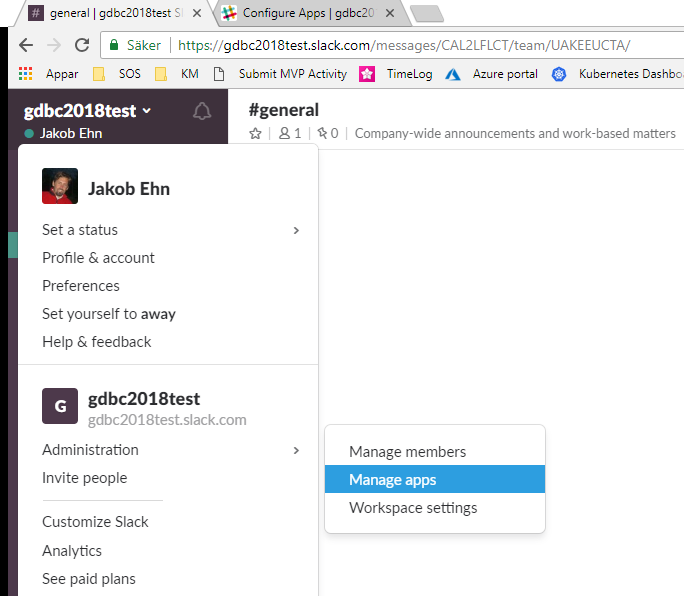 general | gdbc2018test Sl
Configure Apps | gdbc20
Säker
https://gdbc2018test.slack.com/messages/CAL2LFLCT/team/UAKEEUCTA/
Appar SOS KM Submit MVP Activity TimeLog Azure portal Kubernetes Dashbo
gdbc2018test
Jakob Ehn
#general
1 | 0 | Company-wide announcements and work-based matters
Jakob Ehn
Set a status
Profile & account
Preferences
Set yourself to away
Help & feedback
G
gdbc2018test
gdbc2018test.slack.com
Administration
Invite people
Customize Slack
Analytics
See paid plans
Manage members
Manage apps
Workspace settings